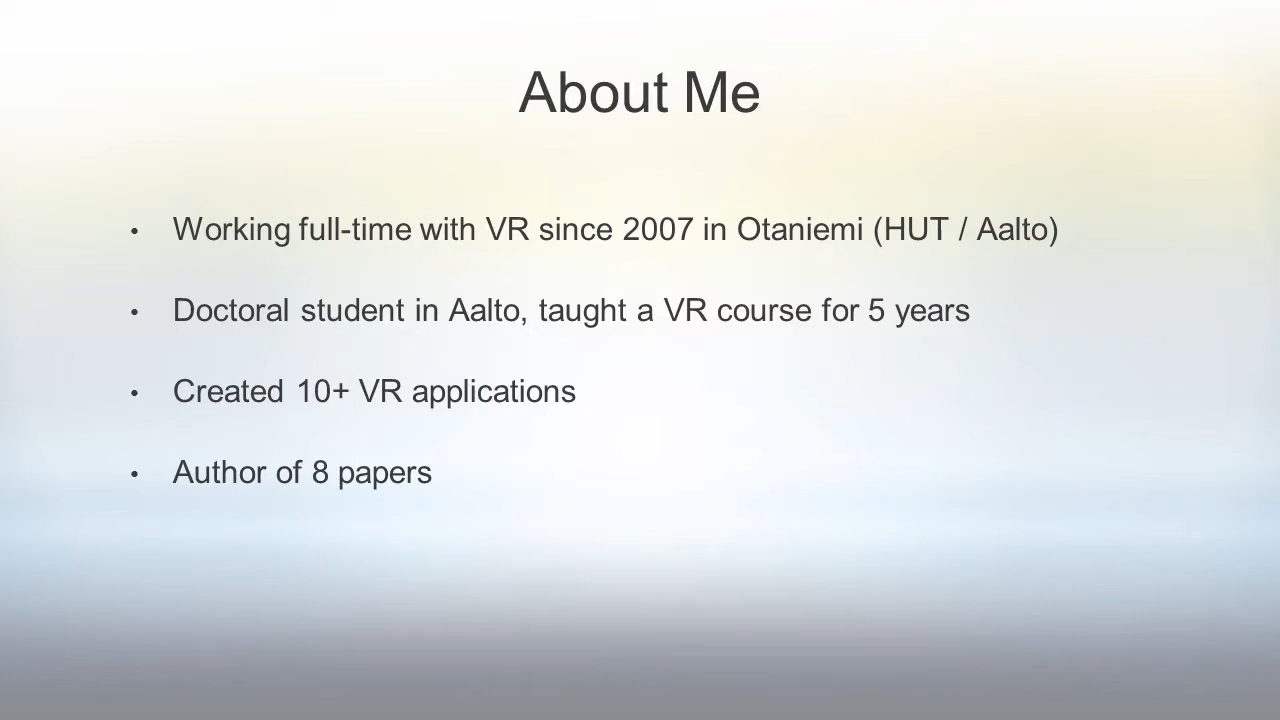 About Me
• Working full-time with VR since 2007 in Otaniemi (HUT / Aalto)
• Doctoral student in Aalto, taught a VR course for 5 years
• Created 10+ VR applications
• Author of 8 papers